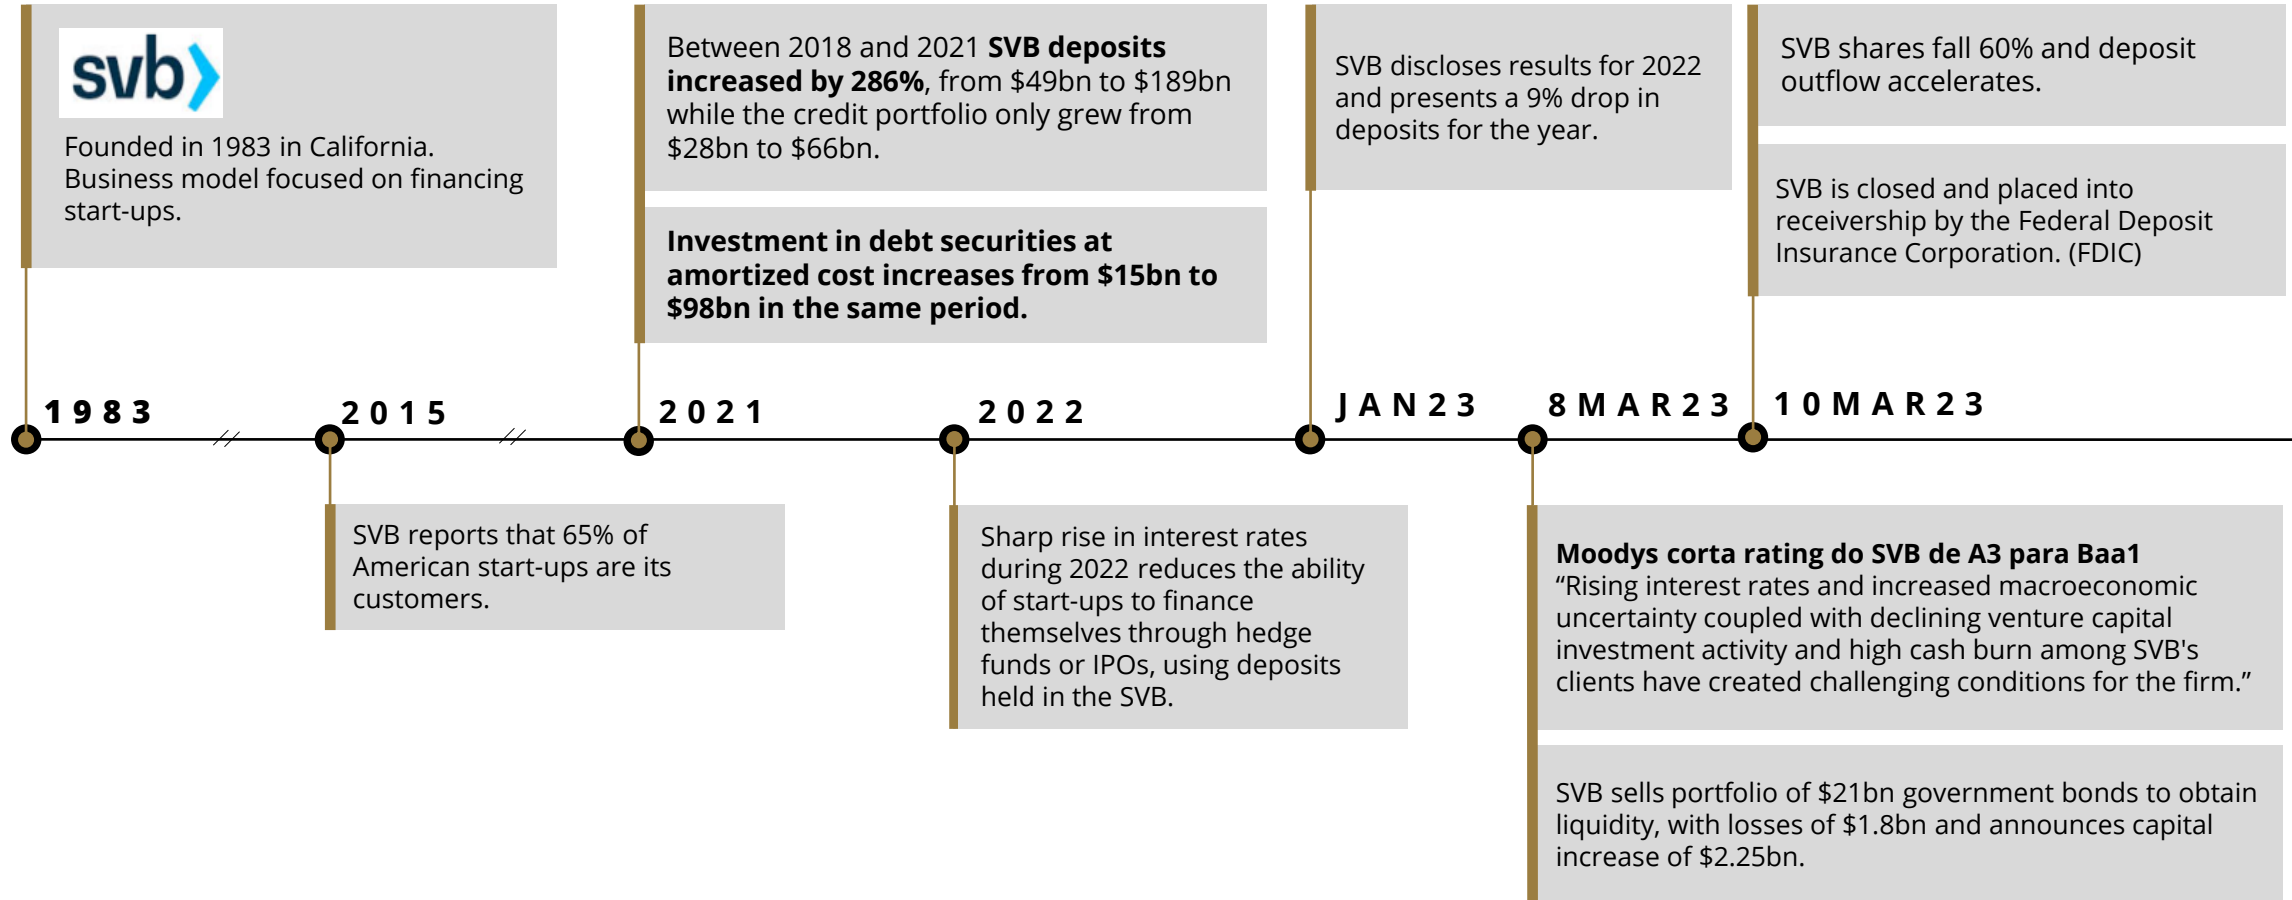 svb
Founded in 1983 in California.
Business model focused on financing
start-ups.
Between 2018 and 2021 SVB deposits
increased by 286%, from $49bn to $189bn
while the credit portfolio only grew from
$28bn to $66bn.
Investment in debt securities at
amortized cost increases from $15bn to
$98bn in the same period.
SVB discloses results for 2022
and presents a 9% drop in
deposits for the year.
SVB shares fall 60% and deposit
outflow accelerates.
SVB is closed and placed into
receivership by the Federal Deposit
Insurance Corporation. (FDIC)
1983
2015
2021
2022
JAN23
8MAR23
10MAR23
SVB reports that 65% of
American start-ups are its
customers.
Sharp rise in interest rates
during 2022 reduces the ability
of start-ups to finance
themselves through hedge
funds or IPOs, using deposits
held in the SVB.
Moodys corta rating do SVB de A3 para Baa1
“Rising interest rates and increased macroeconomic
uncertainty coupled with declining venture capital
investment activity and high cash burn among SVB's
clients have created challenging conditions for the firm.”
SVB sells portfolio of $21bn government bonds to obtain
liquidity, with losses of $1.8bn and announces capital
increase of $2.25bn.